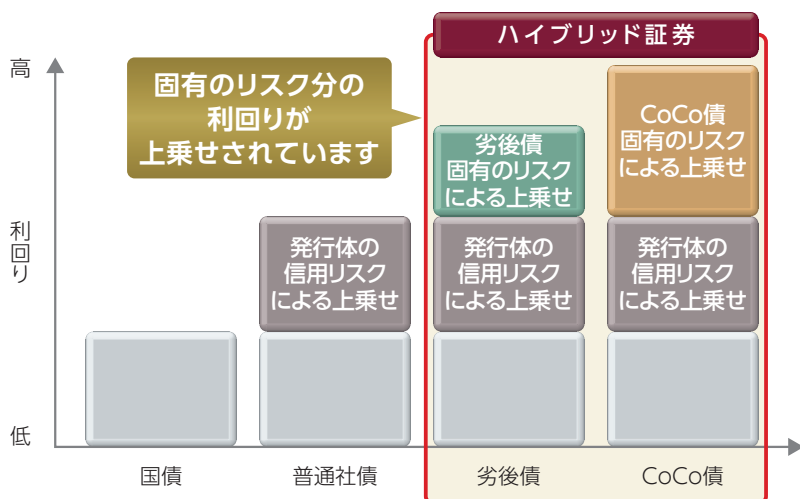 ハイブリッド証券
高
固有のリスク分の
利回りが
上乗せされています
CoCo債
固有のリスク
による上乗せ
劣後債
固有のリスク
による上乗せ
利回り
発行体の
信用リスク
による上乗せ
発行体の
信用リスク
による上乗せ
発行体の
信用リスク
による上乗せ
低
国債
普通社債
劣後債
CoCo債